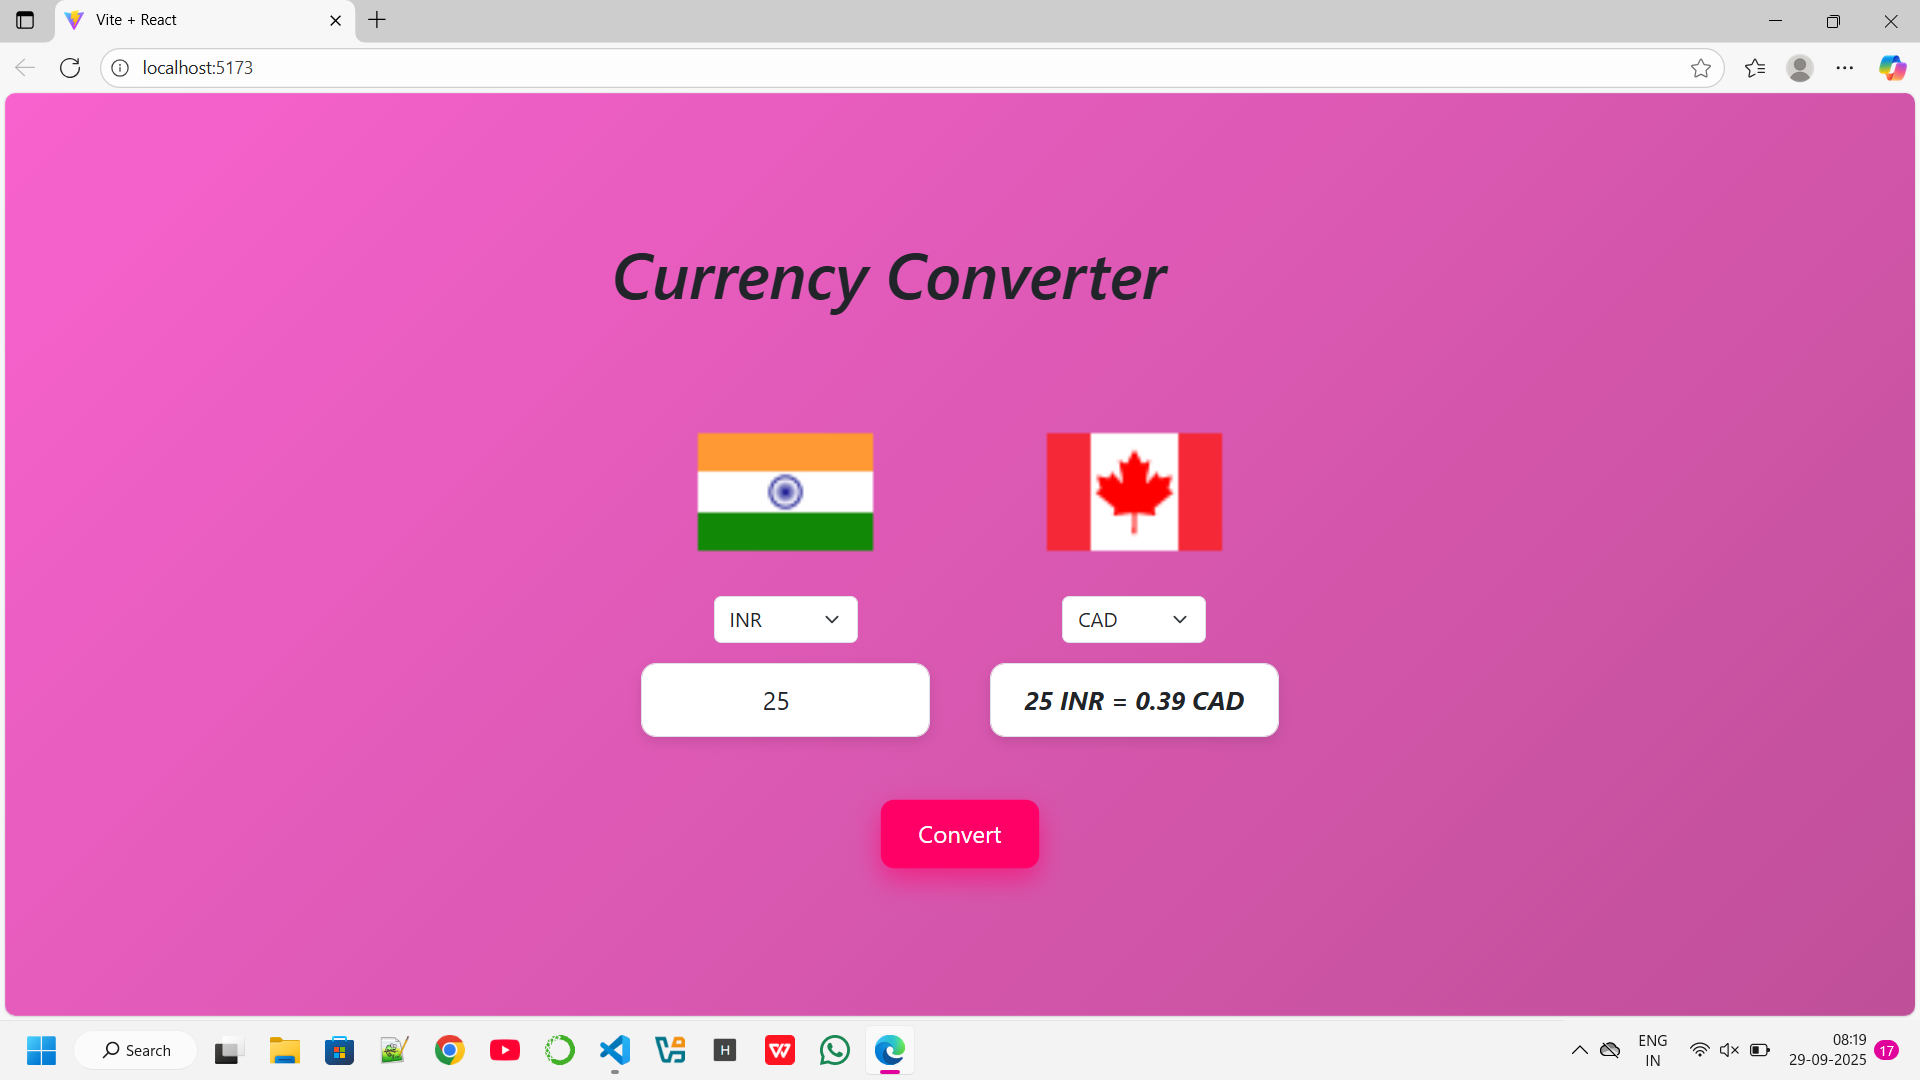 Vite + React
localhost:5173
Currency Converter
INR
CAD
25
25 INR = 0.39 CAD
Convert
Search
H
W
ENG
IN
08:19
29-09-2025
17